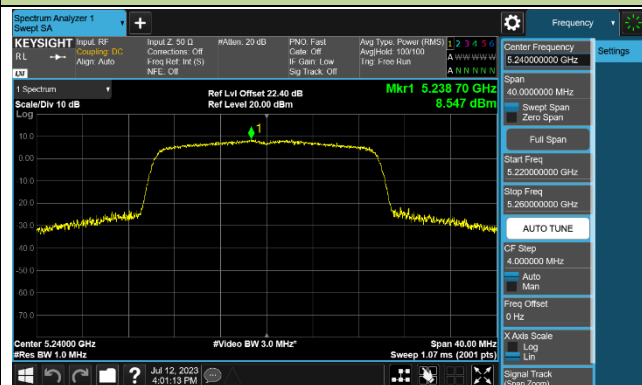 Spectrum Analyzer 1
Swept SA
Frequency
KEYSIGHT
RL
LXI
Input: RF
Coupling: DC
Align: Auto
Input Z: 50 Ω
Corrections: Off
Freq Ref: Int (S)
NFE: Off
#Atten: 20 dB
PNO: Fast
Gate: Off
IF Gain: Low
Sig Track: Off
Avg Type: Power (RMS)
Avg|Hold: 100/100
Trig: Free Run
1 2 3 4 5 6
A W W W W W
A N N N N N
1 Spectrum
Scale/Div 10 dB
Log
Ref Lvl Offset 22.40 dB
Ref Level 20.00 dBm
Mkr1 5.238 70 GHz
8.547 dBm
1
10.0
0.00
-10.0
-20.0
-30.0
-40.0
-50.0
-60.0
-70.0
Center 5.24000 GHz
#Res BW 1.0 MHz
#Video BW 3.0 MHz*
Span 40.00 MHz
Sweep 1.07 ms (2001 pts)
Jul 12, 2023
4:01:13 PM
Center Frequency
5.240000000 GHz
Settings
Span
40.0000000 MHz
Swept Span
Zero Span
Full Span
Start Freq
5.220000000 GHz
Stop Freq
5.260000000 GHz
AUTO TUNE
CF Step
4.000000 MHz
Auto
Man
Freq Offset
0 Hz
X Axis Scale
Log
Lin
Signal Track
(Span Zoom)